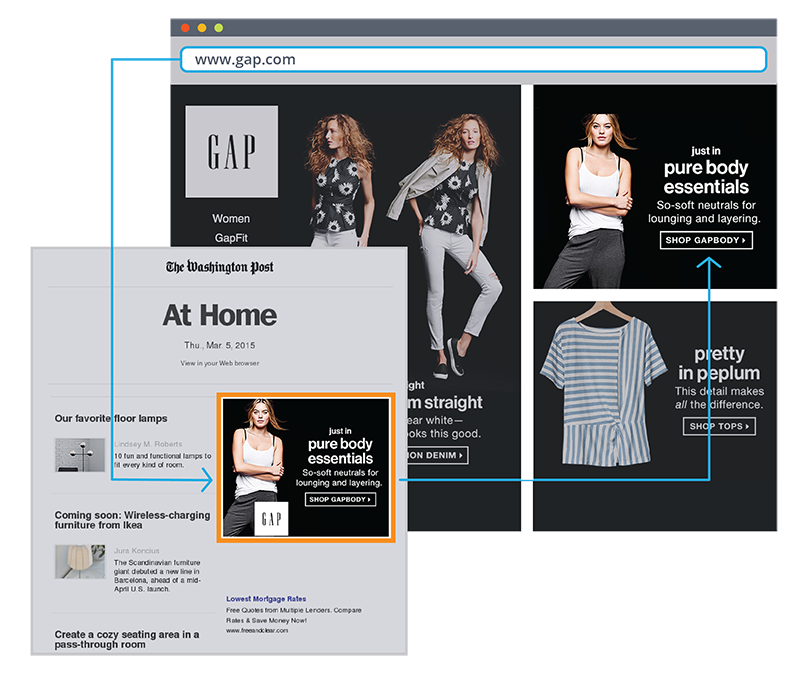 www.gap.com
GAP
Women
GapFit
just in
pure body
essentials
So-soft neutrals for
lounging and layering.
SHOP GAPBODY
ght
m straight
ear white—
oks this good.
ON DENIM
pretty
in peplum
This detail makes
all the difference.
SHOP TOPS
The Washington Post
At Home
Thu., Mar. 5, 2015
View in your Web browser
Our favorite floor lamps
Lindsey M. Roberts
10 fun and functional lamps to
fit every kind of room.
Coming soon: Wireless-charging
furniture from Ikea
Jura Koncius
The Scandinavian furniture
giant debuted a new line in
Barcelona, ahead of a mid-
April U.S. launch.
Create a cozy seating area in a
pass-through room
just in
pure body
essentials
So-soft neutrals for
lounging and layering.
SHOP GAPBODY
GAP
Lowest Mortgage Rates
Free Quotes from Multiple Lenders. Compare
Rates & Save Money Now!
www.freeandclear.com